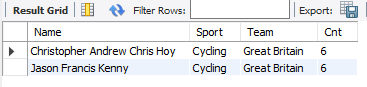 Result Grid Filter Rows: Export:
Name Sport Team Cnt
Christopher Andrew Chris Hoy Cycling Great Britain 6
Jason Francis Kenny Cycling Great Britain 6